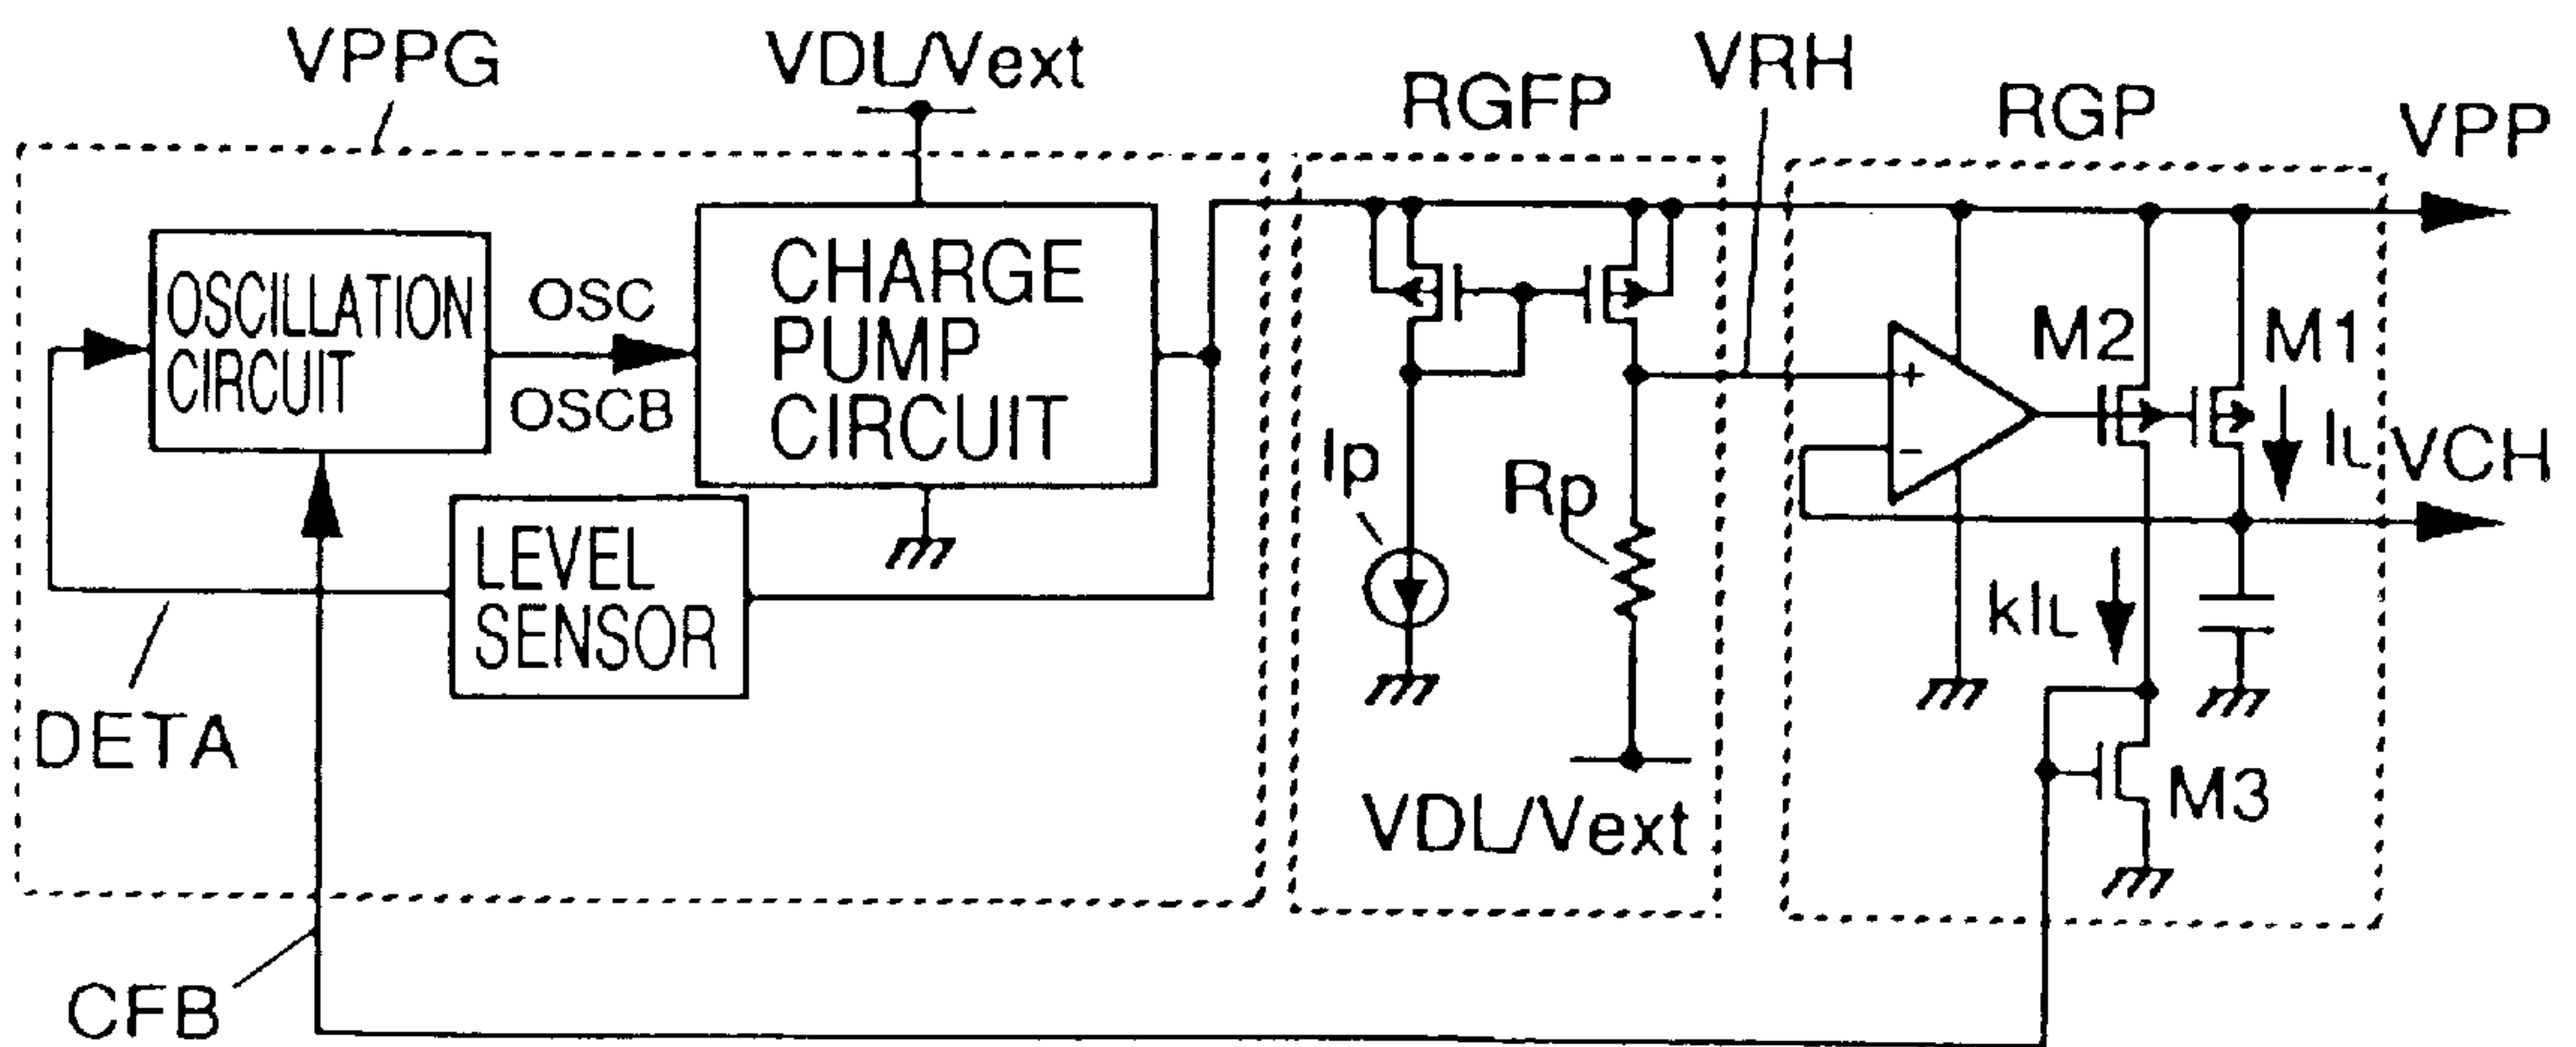 VPPG
VDL/Vext
RGFP
VRH
RGP
VPP
OSCILLATION
CIRCUIT
OSC
OSCB
CHARGE
PUMP
CIRCUIT
+
-
M2
M1
IL
VCH
Ip
Rp
LEVEL
SENSOR
kIL
DETA
VDL/Vext
M3
CFB